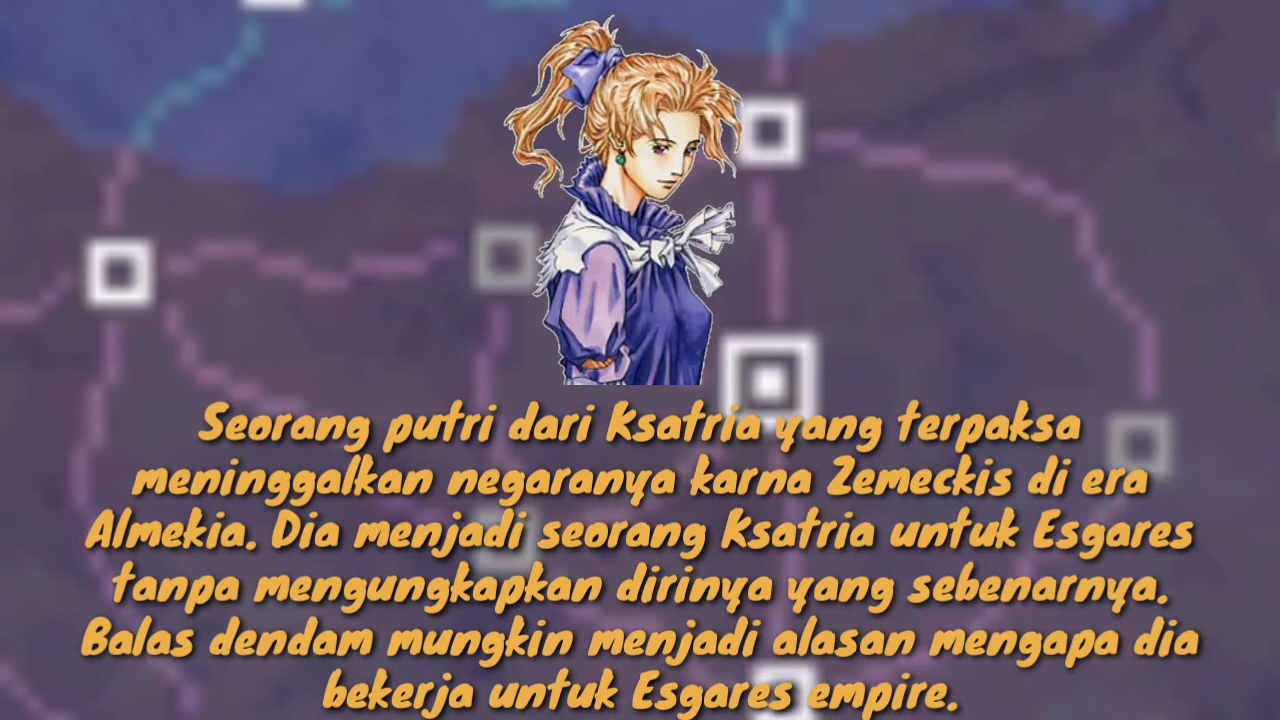 Seorang putri dari Ksatria yang terpaksa
meninggalkan negaranya karna Zemeckis di era
Almekia. Dia menjadi seorang Ksatria untuk Esgares
tanpa mengungkapkan dirinya yang sebenarnya.
Balas dendam mungkin menjadi alasan mengapa dia
bekerja untuk Esgares empire.